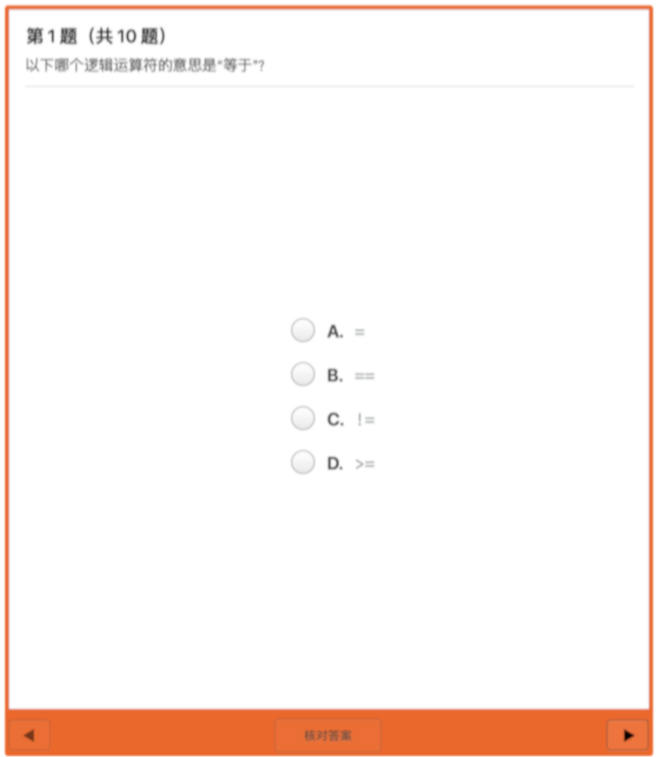 第 1 题（共 10 题）
以下哪个逻辑运算符的意思是“等于”？
A. =
B. ==
C. !=
D. >=
核对答案